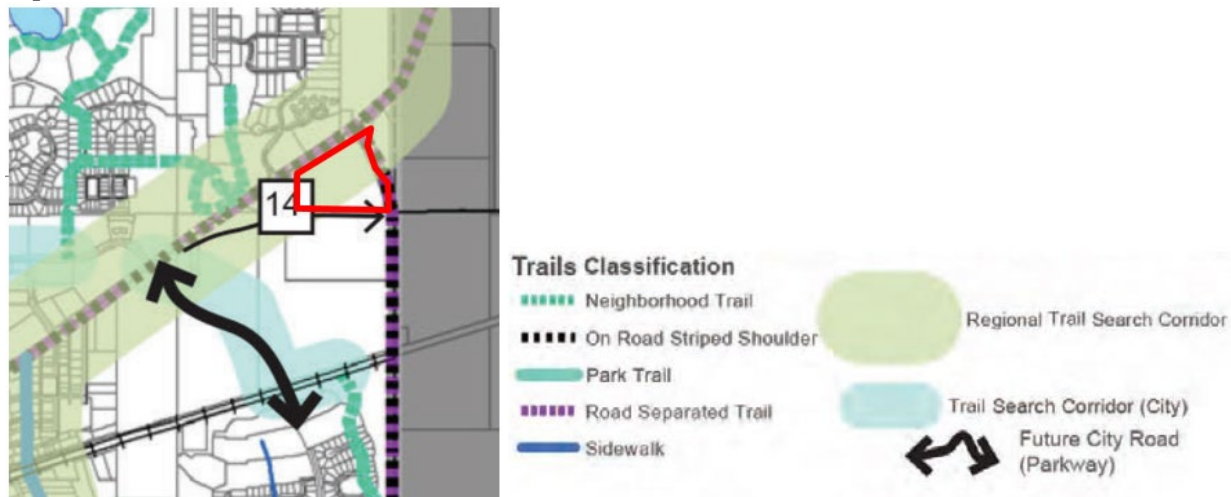 14
Trails Classification
Neighborhood Trail
On Road Striped Shoulder
Park Trail
Road Separated Trail
Sidewalk
Regional Trail Search Corridor
Trail Search Corridor (City)
Future City Road
(Parkway)